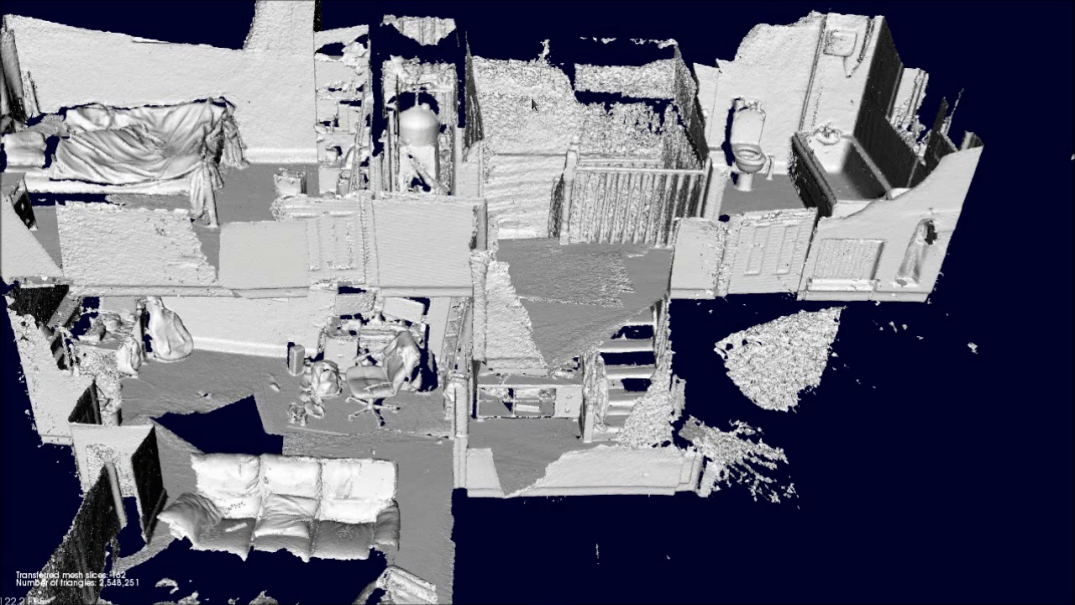 Transferred mesh slices: 162
Number of triangles: 2,548,251